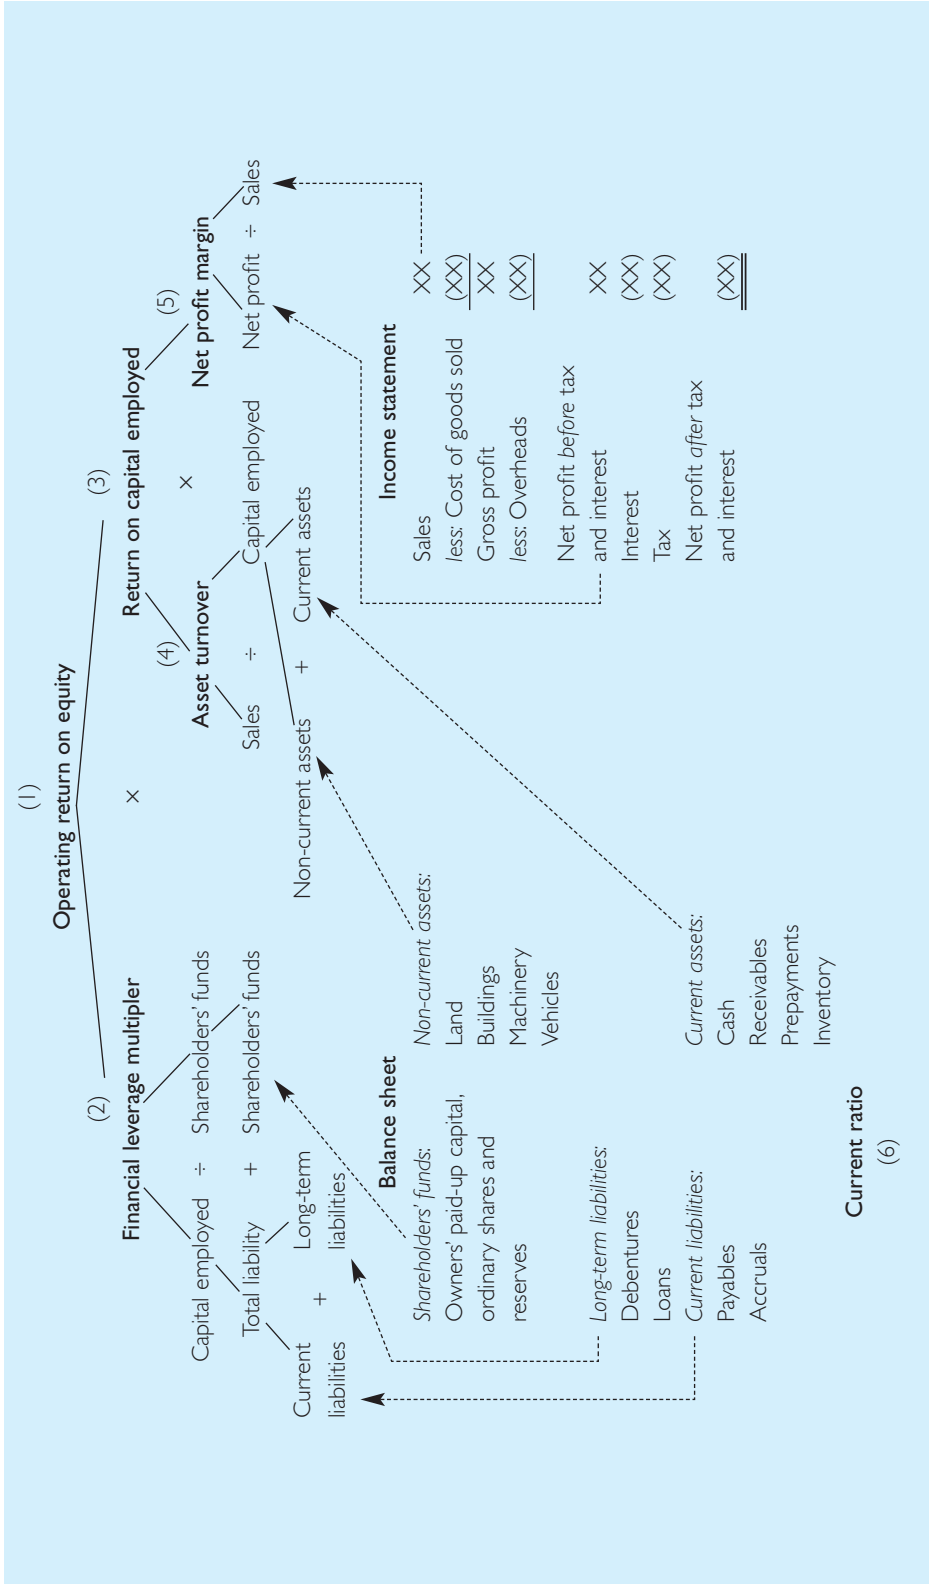 (1)
Operating return on equity
(2)
×
(3)
Financial leverage multipler
Return on capital employed
(4)
×
(5)
Capital employed ÷ Shareholders' funds
Asset turnover
Net profit margin
Total liability + Shareholders' funds
Sales ÷ Capital employed
Net profit ÷ Sales
Current
liabilities
+
Long-term
liabilities
Non-current assets + Current assets
Balance sheet
Shareholders' funds:
Owners' paid-up capital,
ordinary shares and
reserves
Long-term liabilities:
Debentures
Loans
Current liabilities:
Payables
Accruals
Non-current assets:
Land
Buildings
Machinery
Vehicles
Current assets:
Cash
Receivables
Prepayments
Inventory
Income statement
Sales XX
less: Cost of goods sold (XX)
Gross profit XX
less: Overheads (XX)
Net profit before tax
and interest XX
Interest (XX)
Tax (XX)
Net profit after tax
and interest (XX)
Current ratio
(6)